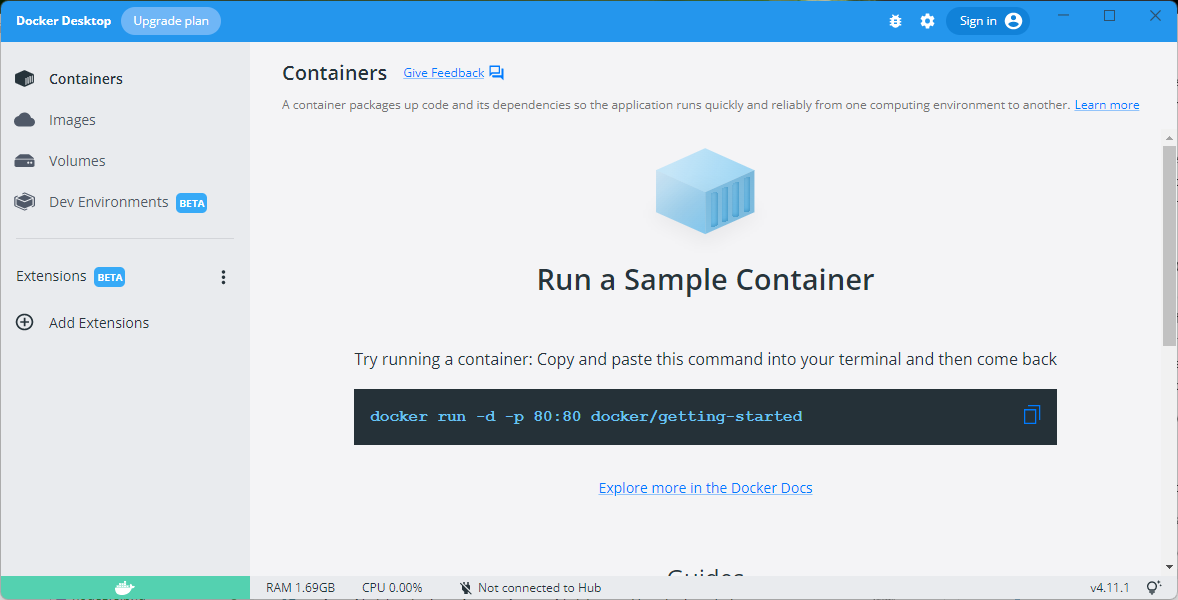 Docker Desktop Upgrade plan Sign in
Containers
Images
Volumes
Dev Environments BETA
Extensions BETA
Add Extensions
Containers Give Feedback
A container packages up code and its dependencies so the application runs quickly and reliably from one computing environment to another. Learn more
Run a Sample Container
Try running a container: Copy and paste this command into your terminal and then come back
docker run -d -p 80:80 docker/getting-started
Explore more in the Docker Docs
Guides
RAM 1.69GB CPU 0.00% Not connected to Hub v4.11.1